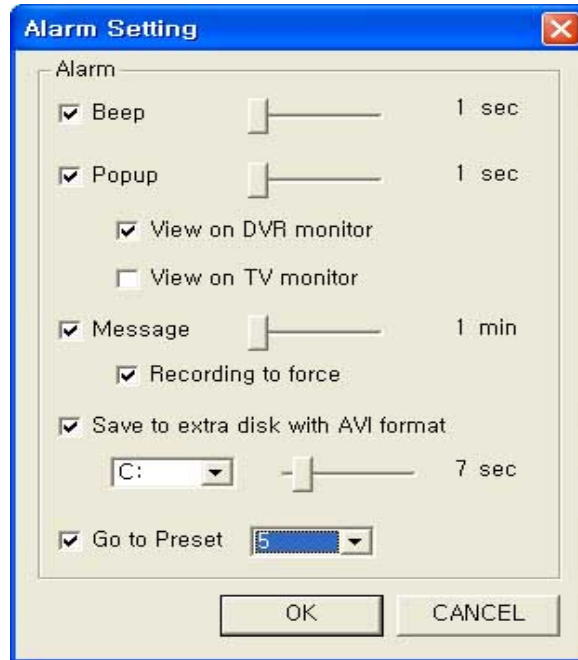 Alarm Setting
Alarm
Beep 1 sec
Popup 1 sec
View on DVR monitor
View on TV monitor
Message 1 min
Recording to force
Save to extra disk with AVI format
C: 7 sec
Go to Preset 5
OK CANCEL